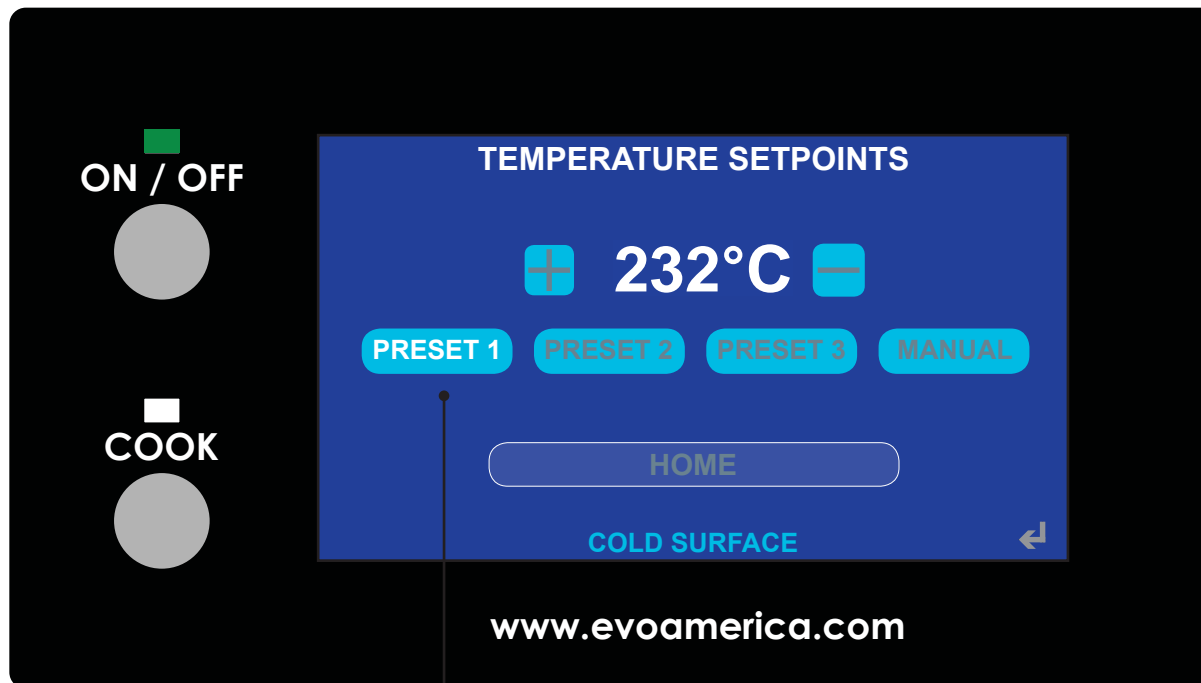 ON / OFF
TEMPERATURE SETPOINTS
232°C
PRESET 1 PRESET 2 PRESET 3 MANUAL
COOK
HOME
COLD SURFACE
www.evoamerica.com